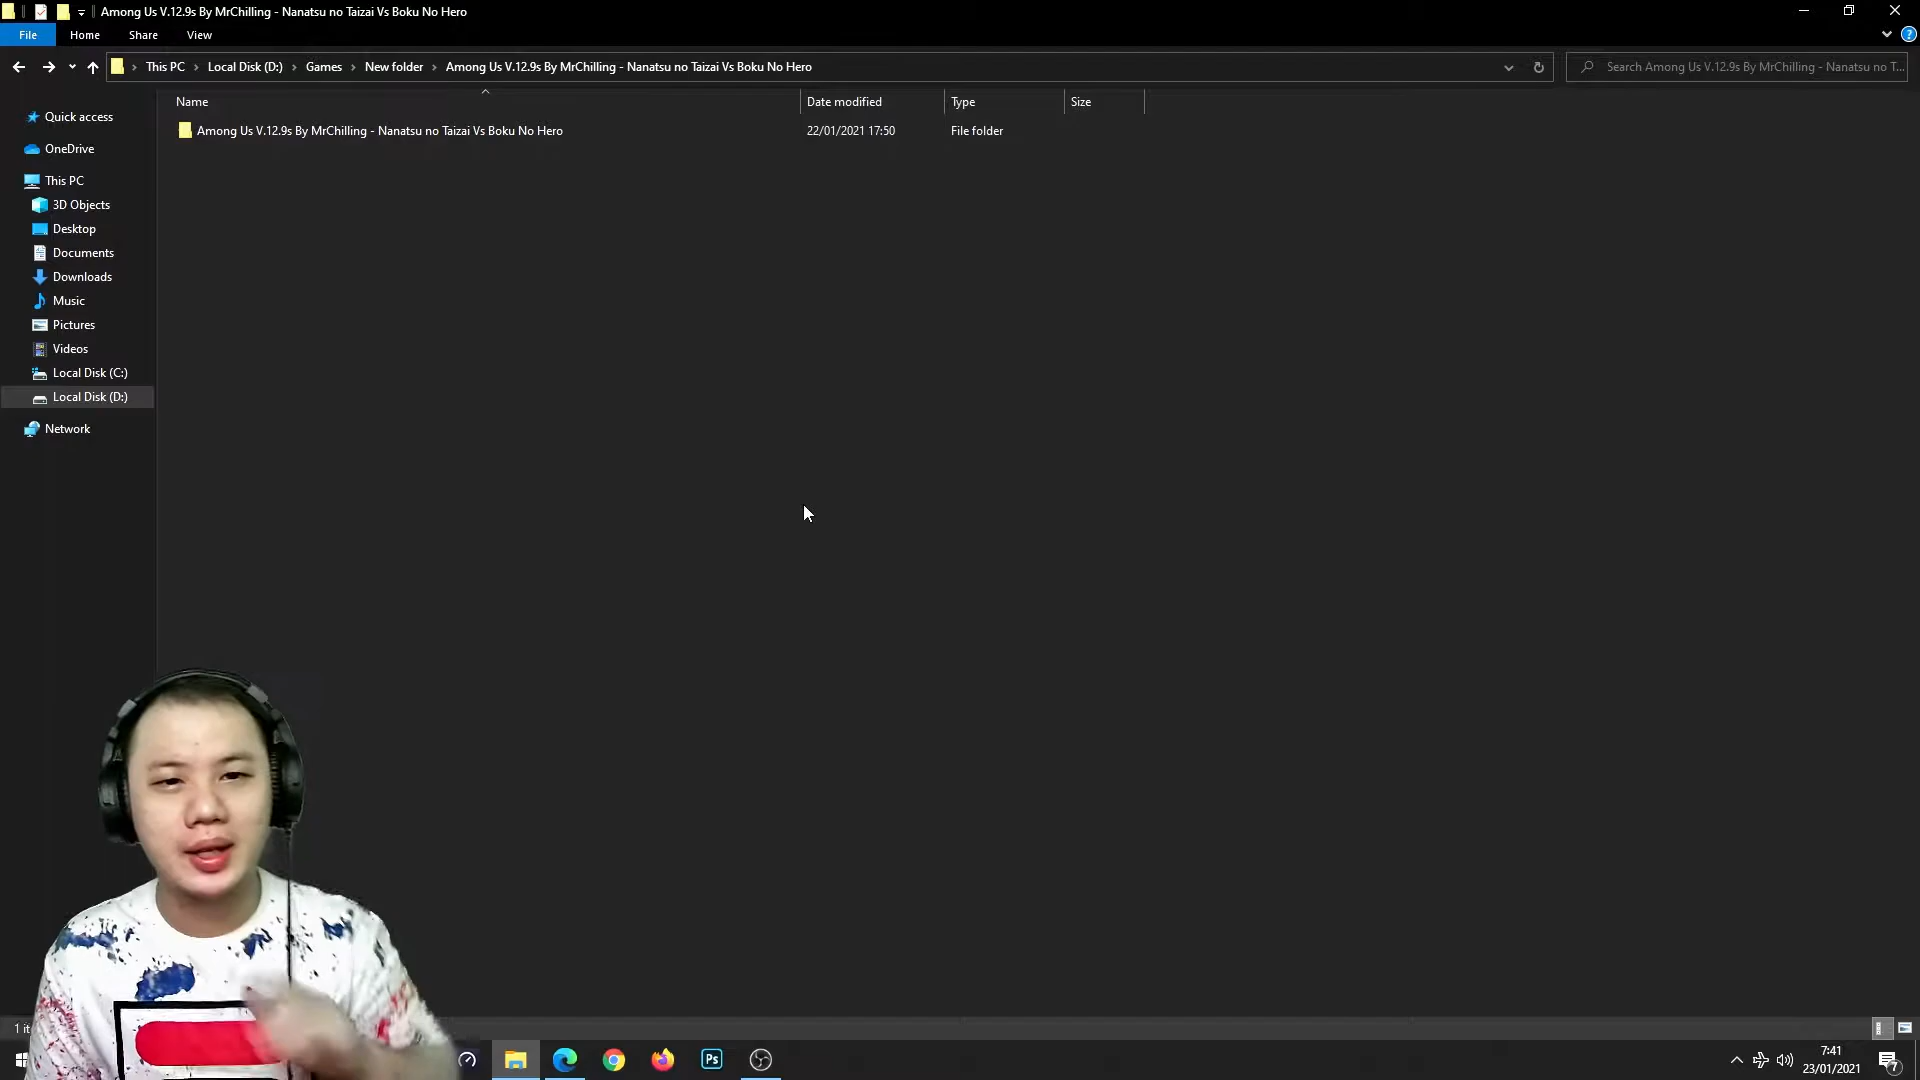 Among Us V.12.9s By MrChilling - Nanatsu no Taizai Vs Boku No Hero
File Home Share View
This PC Local Disk (D:) Games New folder Among Us V.12.9s By MrChilling - Nanatsu no Taizai Vs Boku No Hero
Search Among Us V.12.9s By MrChilling - Nanatsu no T...
Name Date modified Type Size
Among Us V.12.9s By MrChilling - Nanatsu no Taizai Vs Boku No Hero 22/01/2021 17:50 File folder
Quick access
OneDrive
This PC
3D Objects
Desktop
Documents
Downloads
Music
Pictures
Videos
Local Disk (C:)
Local Disk (D:)
Network
1
Ps
7:41
23/01/2021
7